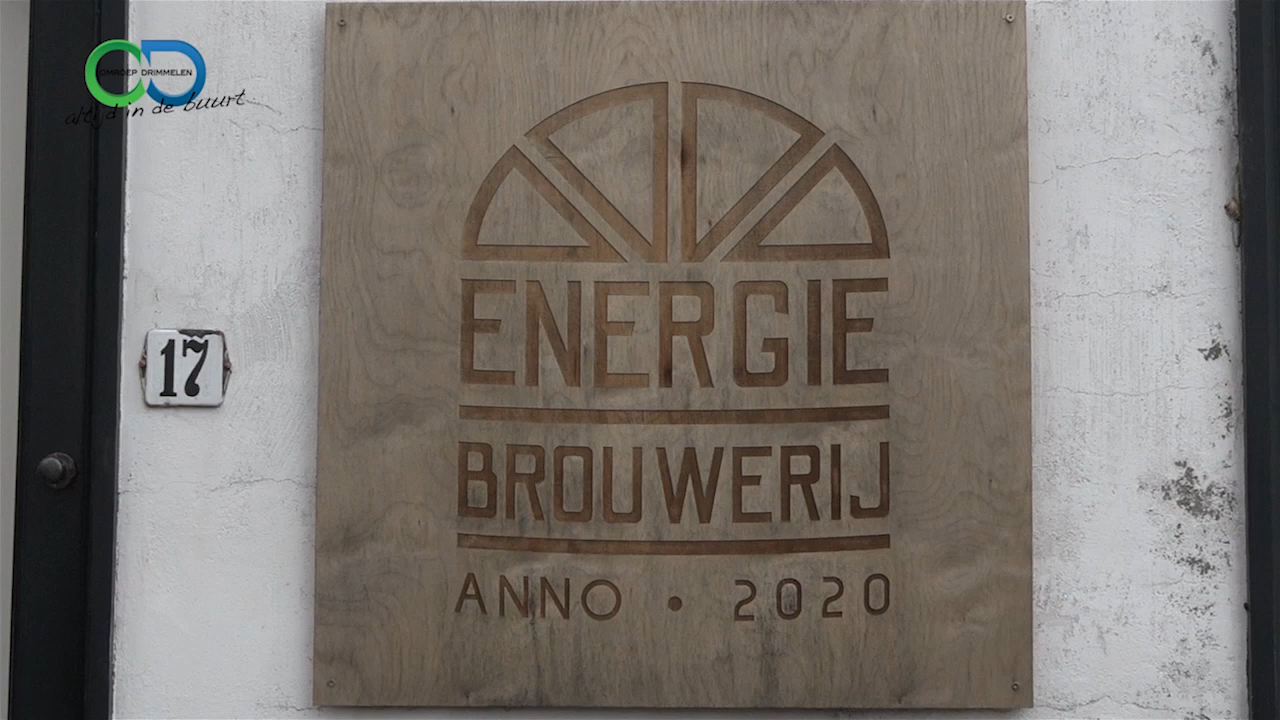 OMROEP DRIMMELEN
altijd in de buurt
17
ENERGIE
BROUWERIJ
ANNO • 2020